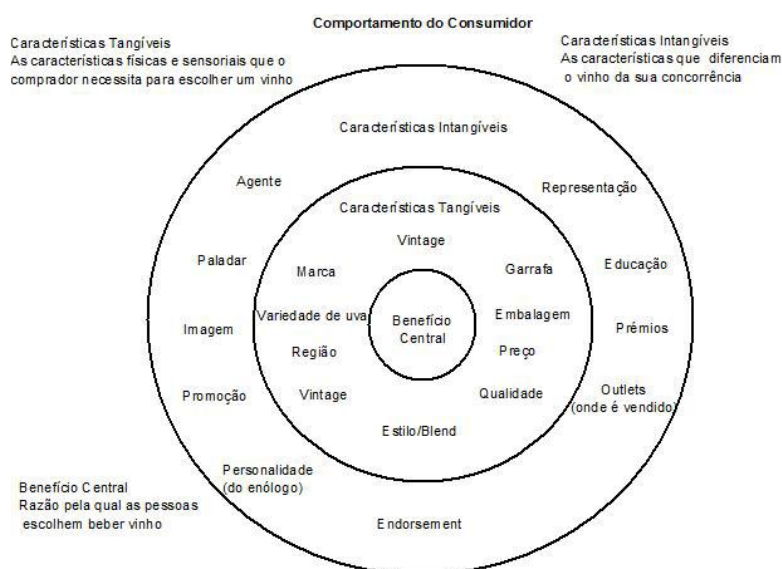 Comportamento do Consumidor
Características Tangíveis
As características físicas e sensoriais que o
comprador necessita para escolher um vinho
Características Intangíveis
As características que diferenciam
o vinho da sua concorrência
Características Intangíveis
Agente
Representação
Características Tangíveis
Vintage
Paladar
Marca
Garrafa
Educação
Variedade de uva
Benefício
Central
Embalagem
Imagem
Prémios
Região
Preço
Promoção
Vintage
Qualidade
Outlets
(onde é vendido)
Estilo/Blend
Personalidade
(do enólogo)
Benefício Central
Razão pela qual as pessoas
escolhem beber vinho
Endorsement